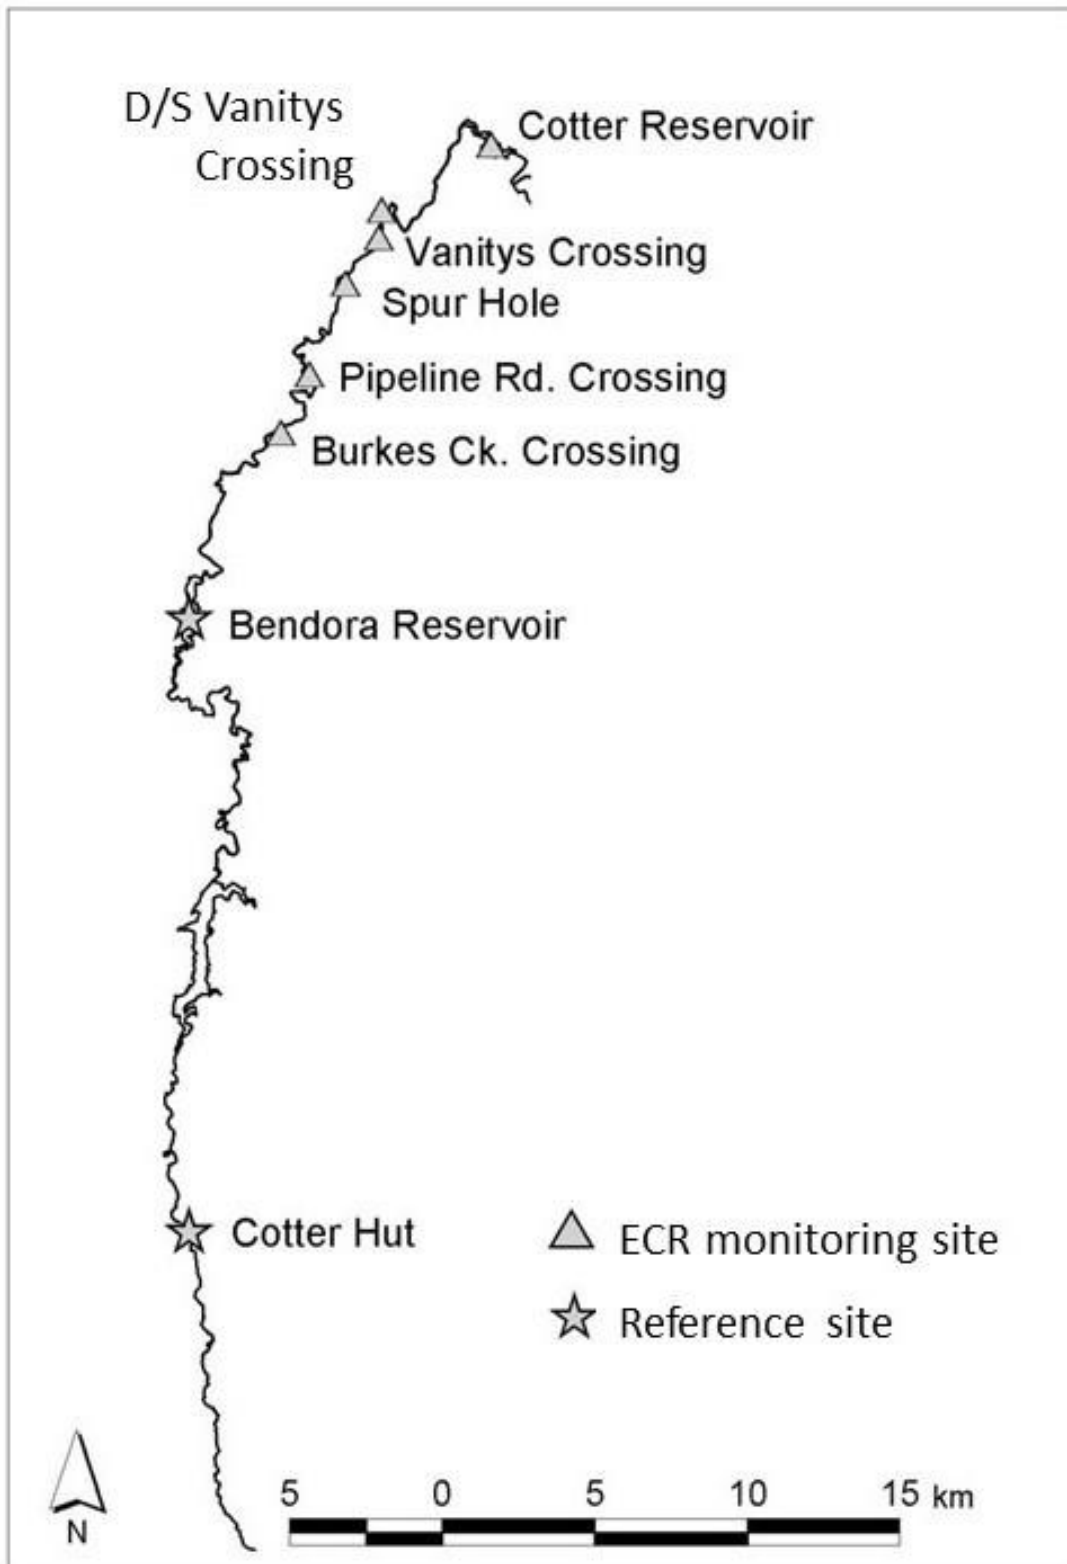 D/S Vanitys
Crossing
Cotter Reservoir
Vanitys Crossing
Spur Hole
Pipeline Rd. Crossing
Burkes Ck. Crossing
Bendora Reservoir
Cotter Hut
ECR monitoring site
Reference site
N
5 0 5 10 15 km